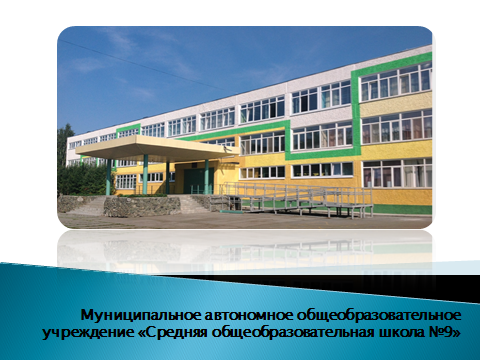 Муниципальное автономное общеобразовательное
учреждение «Средняя общеобразовательная школа №9»